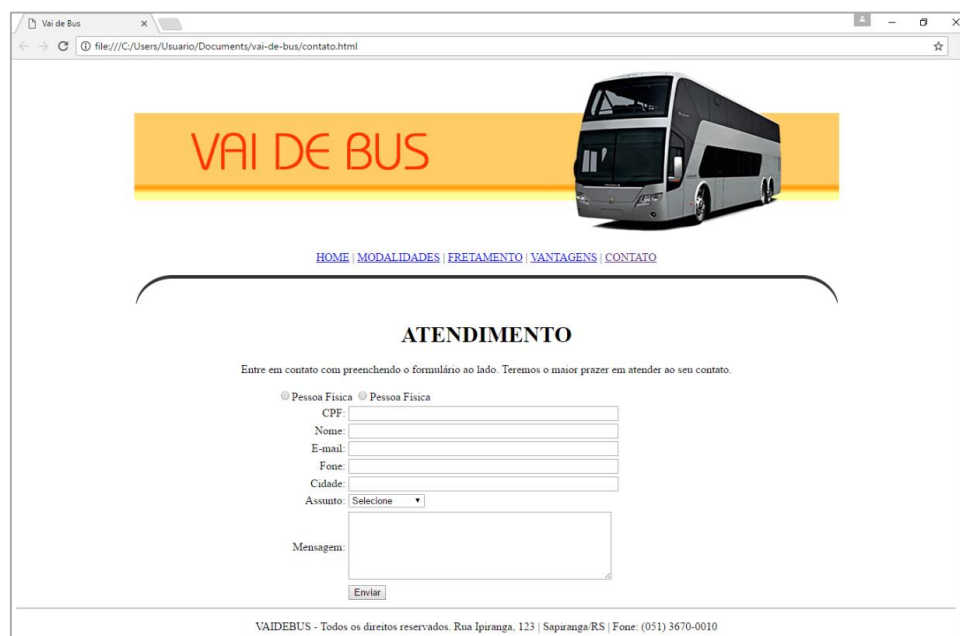 Vai de Bus
file:///C:/Users/Usuario/Documents/vai-de-bus/contato.html
VAI DE BUS
HOME | MODALIDADES | FRETAMENTO | VANTAGENS | CONTATO
ATENDIMENTO
Entre em contato com preenchendo o formulário ao lado. Teremos o maior prazer em atender ao seu contato.
Pessoa Física Pessoa Física
CPF:
Nome:
E-mail:
Fone:
Cidade:
Assunto: Selecione
Mensagem:
Enviar
VAIDEBUS - Todos os direitos reservados. Rua Ipiranga, 123 | Sapiranga/RS | Fone: (051) 3670-0010